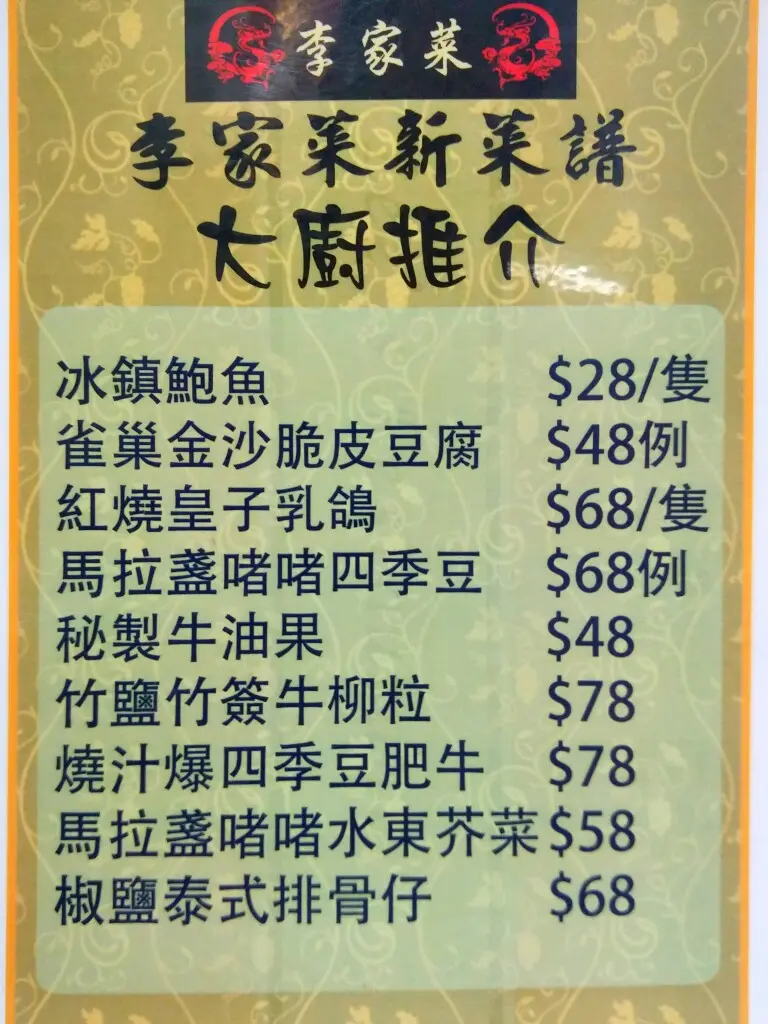 李家菜
李家菜新菜譜
大廚推介
冰鎮鮑魚 $28/隻
雀巢金沙脆皮豆腐 $48例
紅燒皇子乳鴿 $68/隻
馬拉盞啫啫四季豆 $68例
秘製牛油果 $48
竹鹽竹簽牛柳粒 $78
燒汁爆四季豆肥牛 $78
馬拉盞啫啫水東芥菜 $58
椒鹽泰式排骨仔 $68